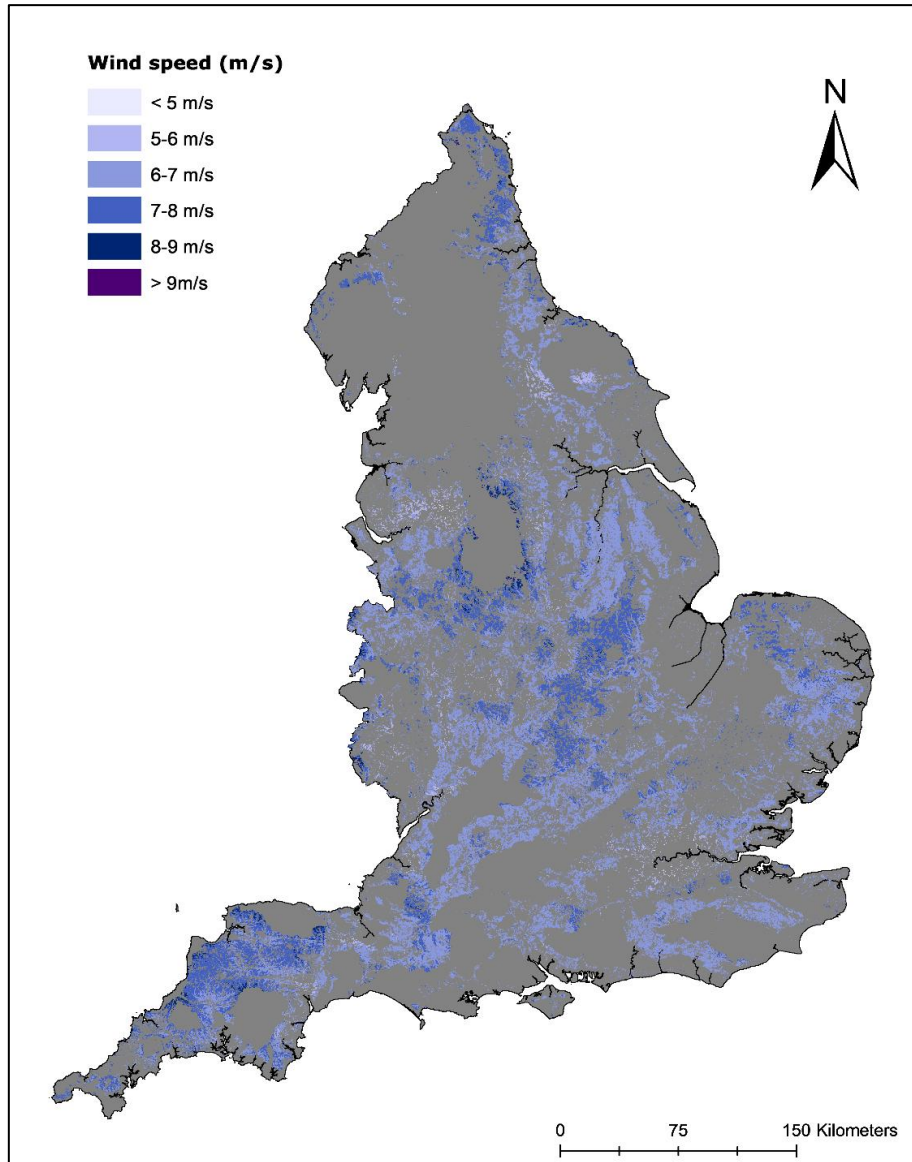 Wind speed (m/s)
< 5 m/s
5-6 m/s
6-7 m/s
7-8 m/s
8-9 m/s
> 9m/s
N
0 75 150 Kilometers